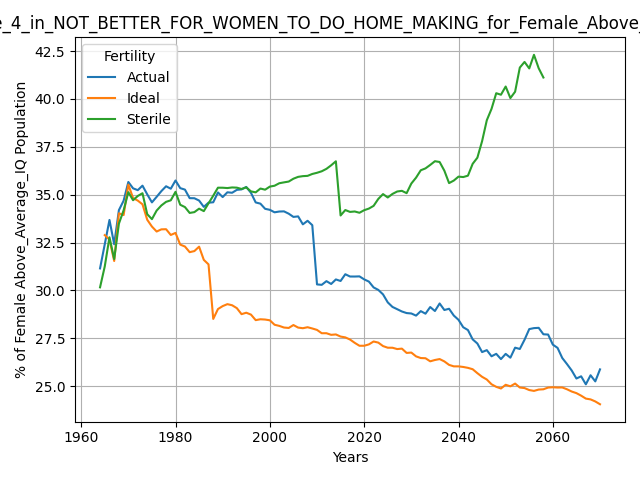 e_4_in_NOT_BETTER_FOR_WOMEN_TO_DO_HOME_MAKING_for_Female_Above_
Fertility
Actual
Ideal
Sterile
% of Female Above_Average_IQ Population
42.5
40.0
37.5
35.0
32.5
30.0
27.5
25.0
1960
1980
2000
2020
2040
2060
Years